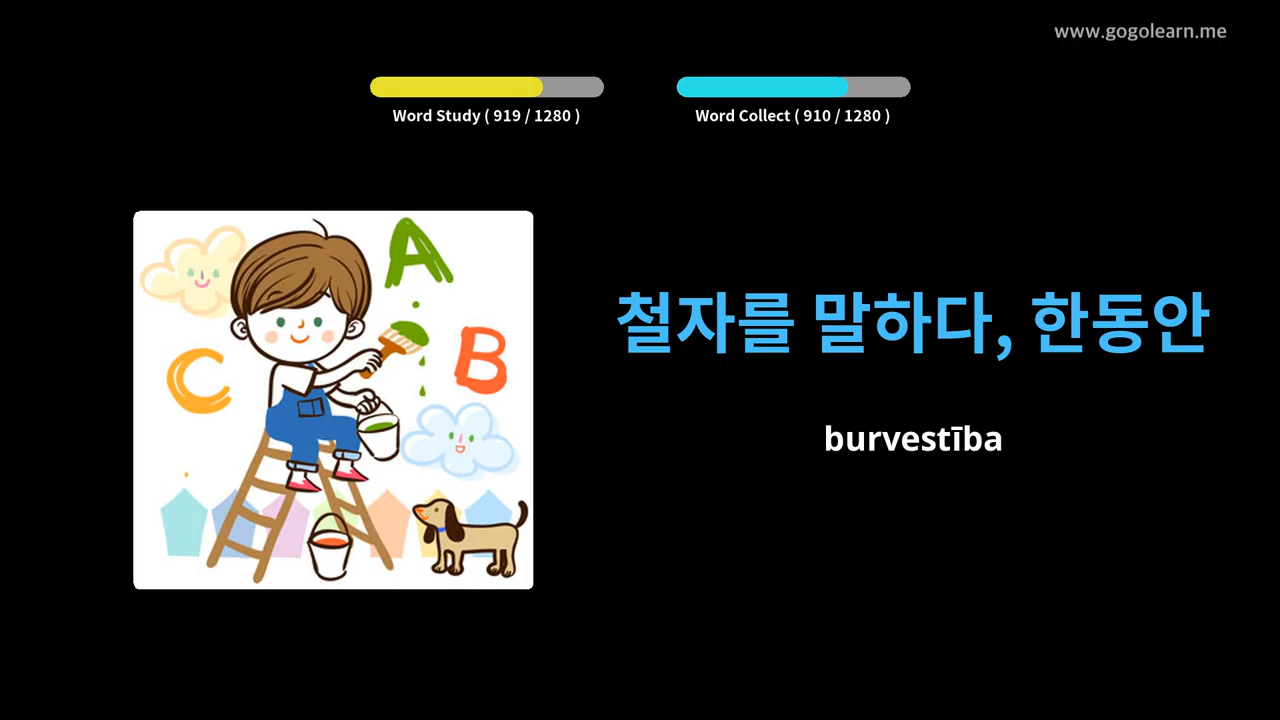 www.gogolearn.me
Word Study ( 919 / 1280 )
Word Collect ( 910 / 1280 )
A
B
C
철자를 말하다, 한동안
burvestība